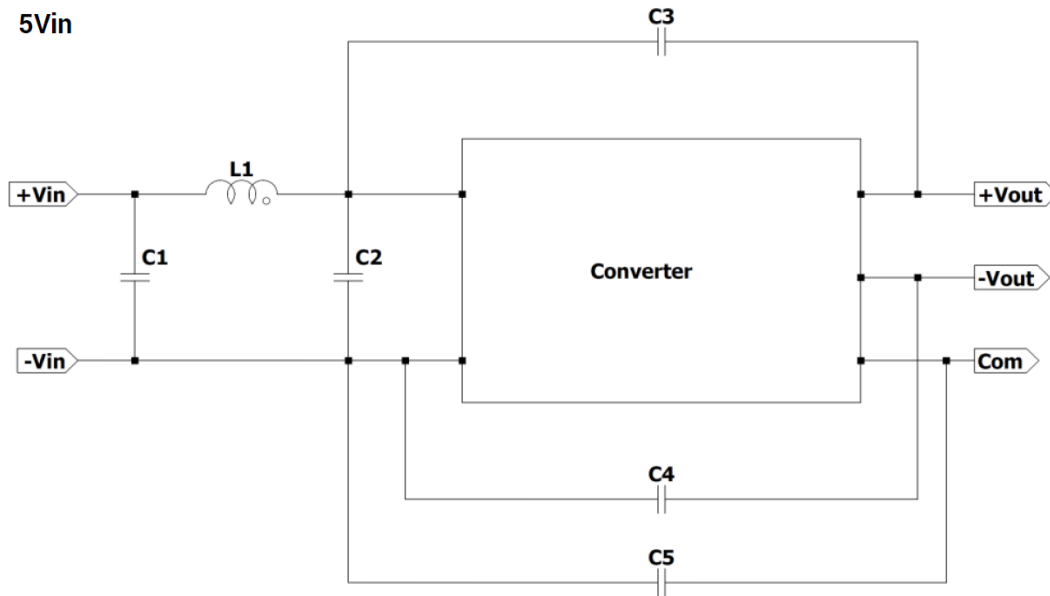 5Vin
C3
L1
+Vin
+Vout
C1
C2
Converter
-Vout
-Vin
Com
C4
C5